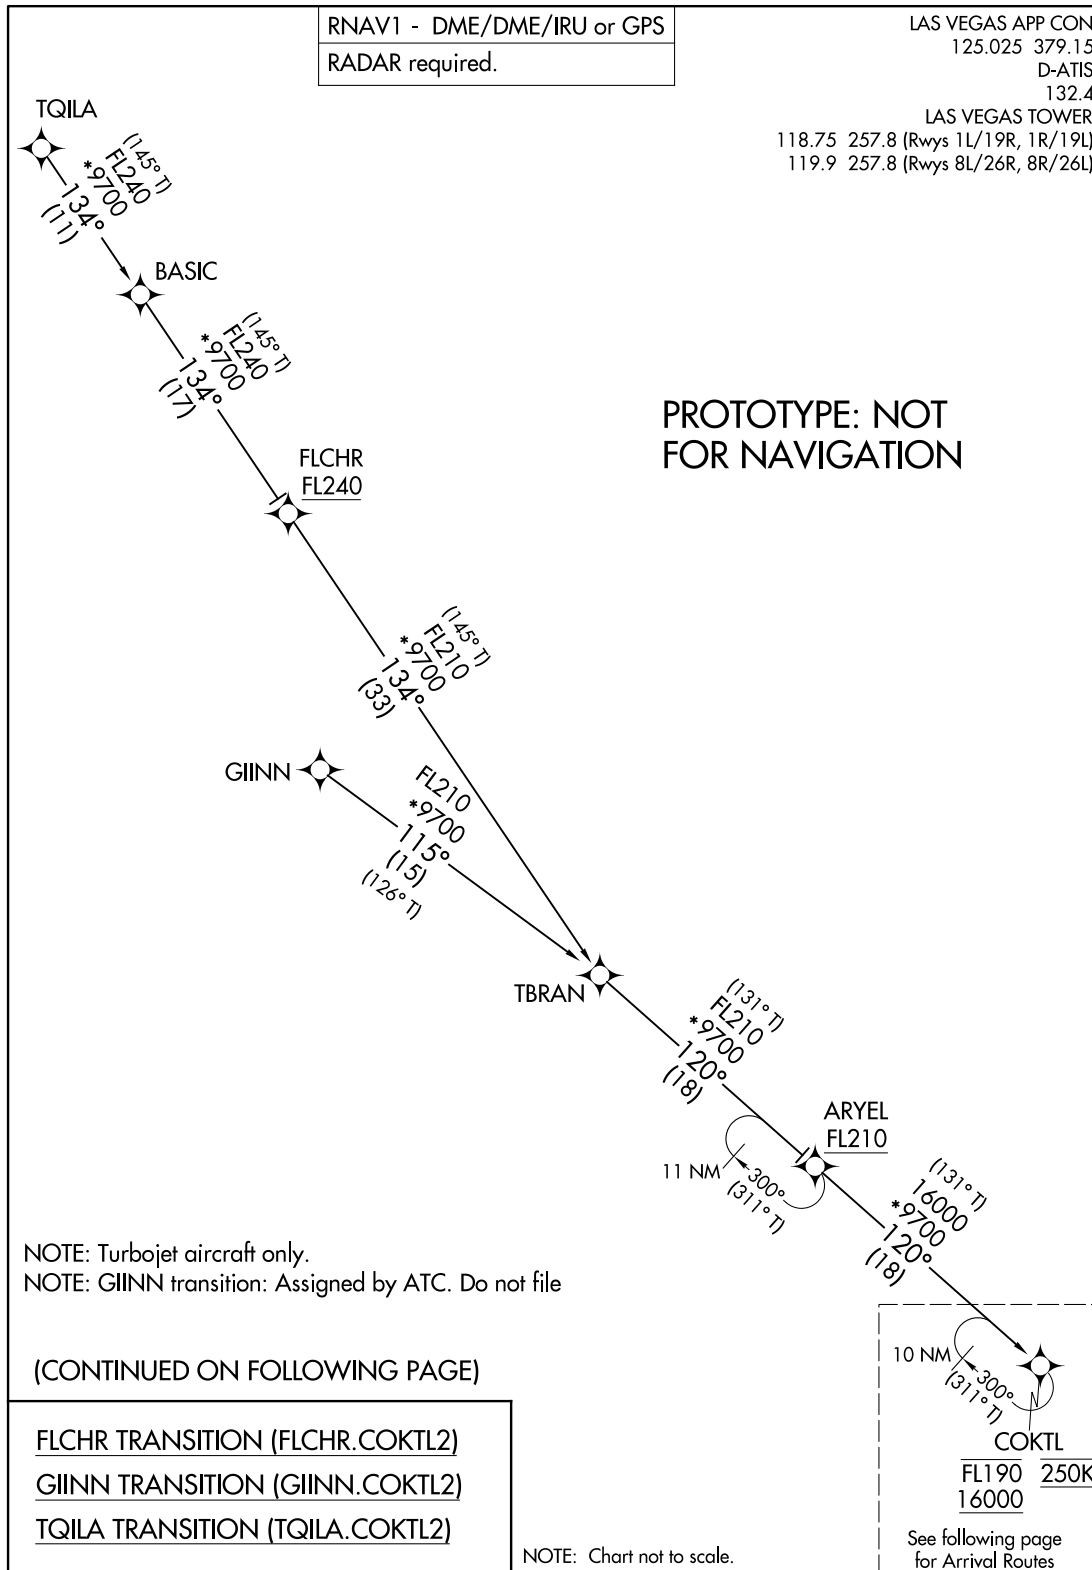 RNAV1 - DME/DME/IRU or GPS
RADAR required.
LAS VEGAS APP CON
125.025 379.15
D-ATIS
132.4
LAS VEGAS TOWER
118.75 257.8 (Rwys 1L/19R, 1R/19L)
119.9 257.8 (Rwys 8L/26R, 8R/26L)
TQILA
(145° T)
FL240
*9700
134°
(11)
BASIC
(145° T)
FL240
*9700
134°
(17)
PROTOTYPE: NOT
FOR NAVIGATION
FLCHR
FL240
(145° T)
FL210
*9700
134°
(33)
GIINN
FL210
*9700
115°
(15)
(126° T)
TBRAN
(131° T)
FL210
*9700
120°
(18)
ARYEL
FL210
11 NM
300°
(311° T)
(131° T)
16000
*9700
120°
(18)
NOTE: Turbojet aircraft only.
NOTE: GIINN transition: Assigned by ATC. Do not file
10 NM
300°
(311° T)
(CONTINUED ON FOLLOWING PAGE)
COKTL
FL190 250K
16000
FLCHR TRANSITION (FLCHR.COKTL2)
GIINN TRANSITION (GIINN.COKTL2)
TQILA TRANSITION (TQILA.COKTL2)
See following page
for Arrival Routes
NOTE: Chart not to scale.